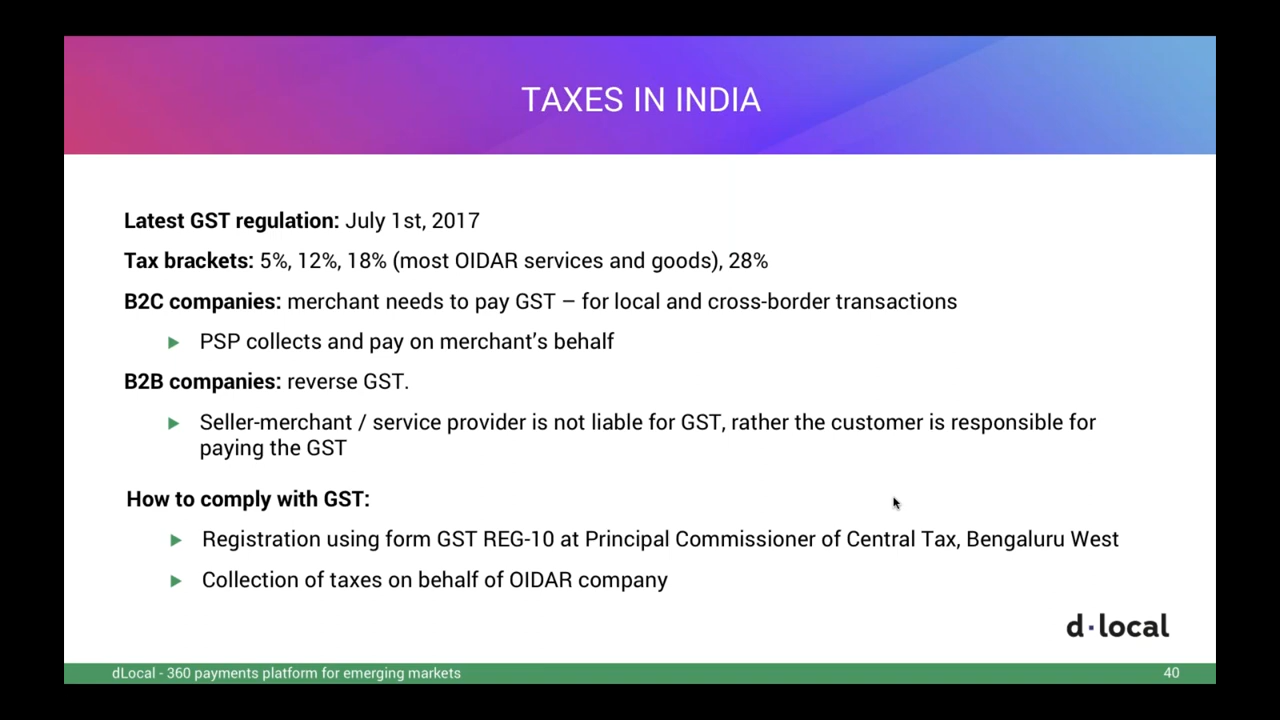 TAXES IN INDIA
Latest GST regulation: July 1st, 2017
Tax brackets: 5%, 12%, 18% (most OIDAR services and goods), 28%
B2C companies: merchant needs to pay GST – for local and cross-border transactions
PSP collects and pay on merchant’s behalf
B2B companies: reverse GST.
Seller-merchant / service provider is not liable for GST, rather the customer is responsible for
paying the GST
How to comply with GST:
Registration using form GST REG-10 at Principal Commissioner of Central Tax, Bengaluru West
Collection of taxes on behalf of OIDAR company
d·local
dLocal - 360 payments platform for emerging markets
40